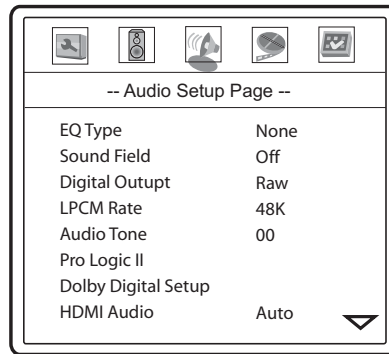 -- Audio Setup Page --
EQ Type None
Sound Field Off
Digital Outupt Raw
LPCM Rate 48K
Audio Tone 00
Pro Logic II
Dolby Digital Setup
HDMI Audio Auto